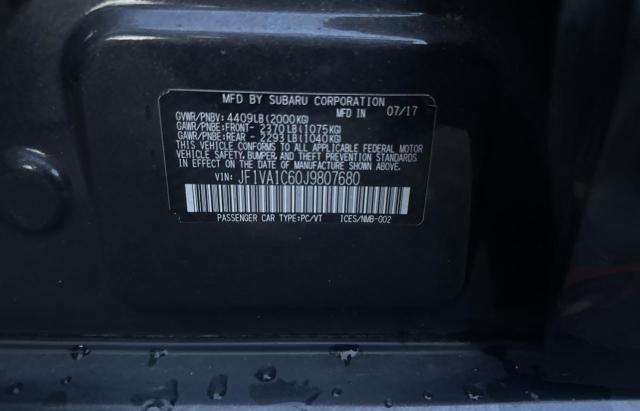 MFD BY SUBARU CORPORATION
GVWR/PNBV: 4409LB(2000KG) MFD IN 07/17
GAWR/PNBE:FRONT- 2370LB(1075KG)
GAWR/PNBE:REAR - 2293LB(1040KG)
THIS VEHICLE CONFORMS TO ALL APPLICABLE FEDERAL MOTOR
VEHICLE SAFETY, BUMPER, AND THEFT PREVENTION STANDARDS
IN EFFECT ON THE DATE OF MANUFACTURE SHOWN ABOVE.
VIN: JF1VA1C60J9807680
PASSENGER CAR TYPE:PC/VT ICES/NMB-002